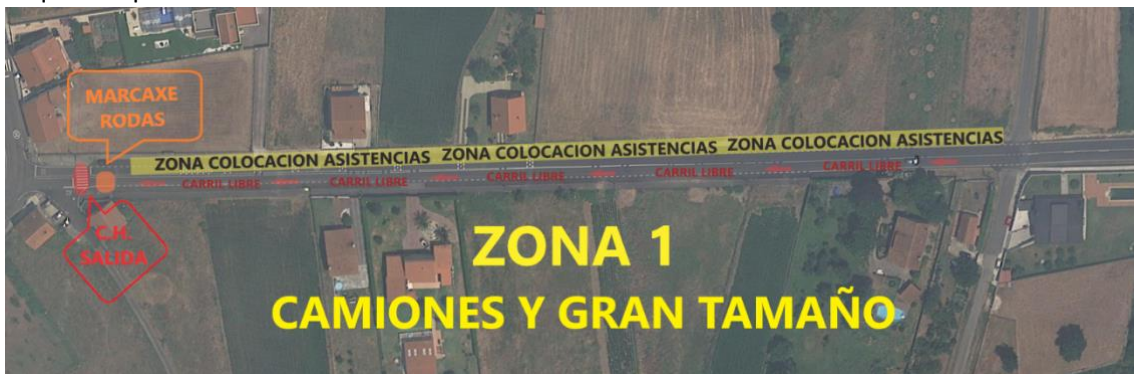 MARCAXE
RODAS
ZONA COLOCACION ASISTENCIAS ZONA COLOCACION ASISTENCIAS ZONA COLOCACION ASISTENCIAS
CARRIL LIBRE CARRIL LIBRE CARRIL LIBRE CARRIL LIBRE CARRIL LIBRE
C.H.
SALIDA
ZONA 1
CAMIONES Y GRAN TAMAÑO